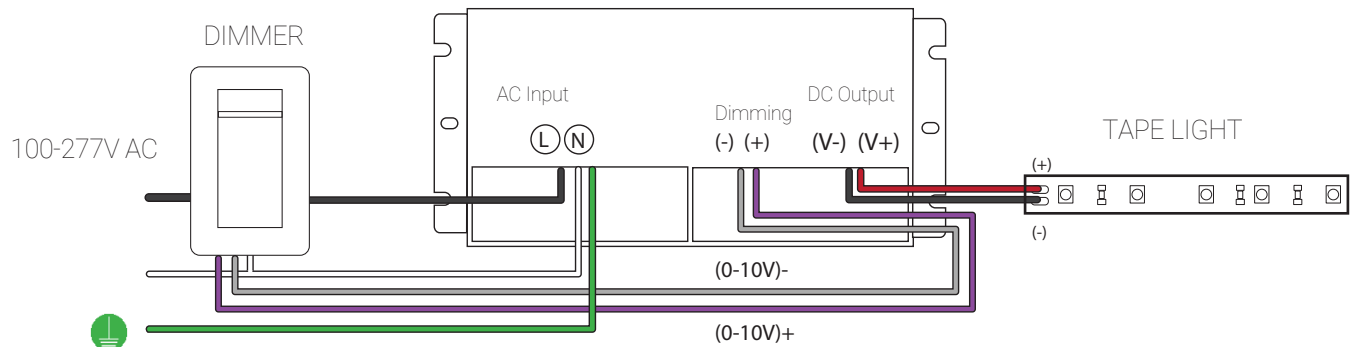 DIMMER
100-277V AC
AC Input
L N
Dimming
(-) (+)
DC Output
(V-) (V+)
TAPE LIGHT
(+)
(-)
(0-10V)-
(0-10V)+